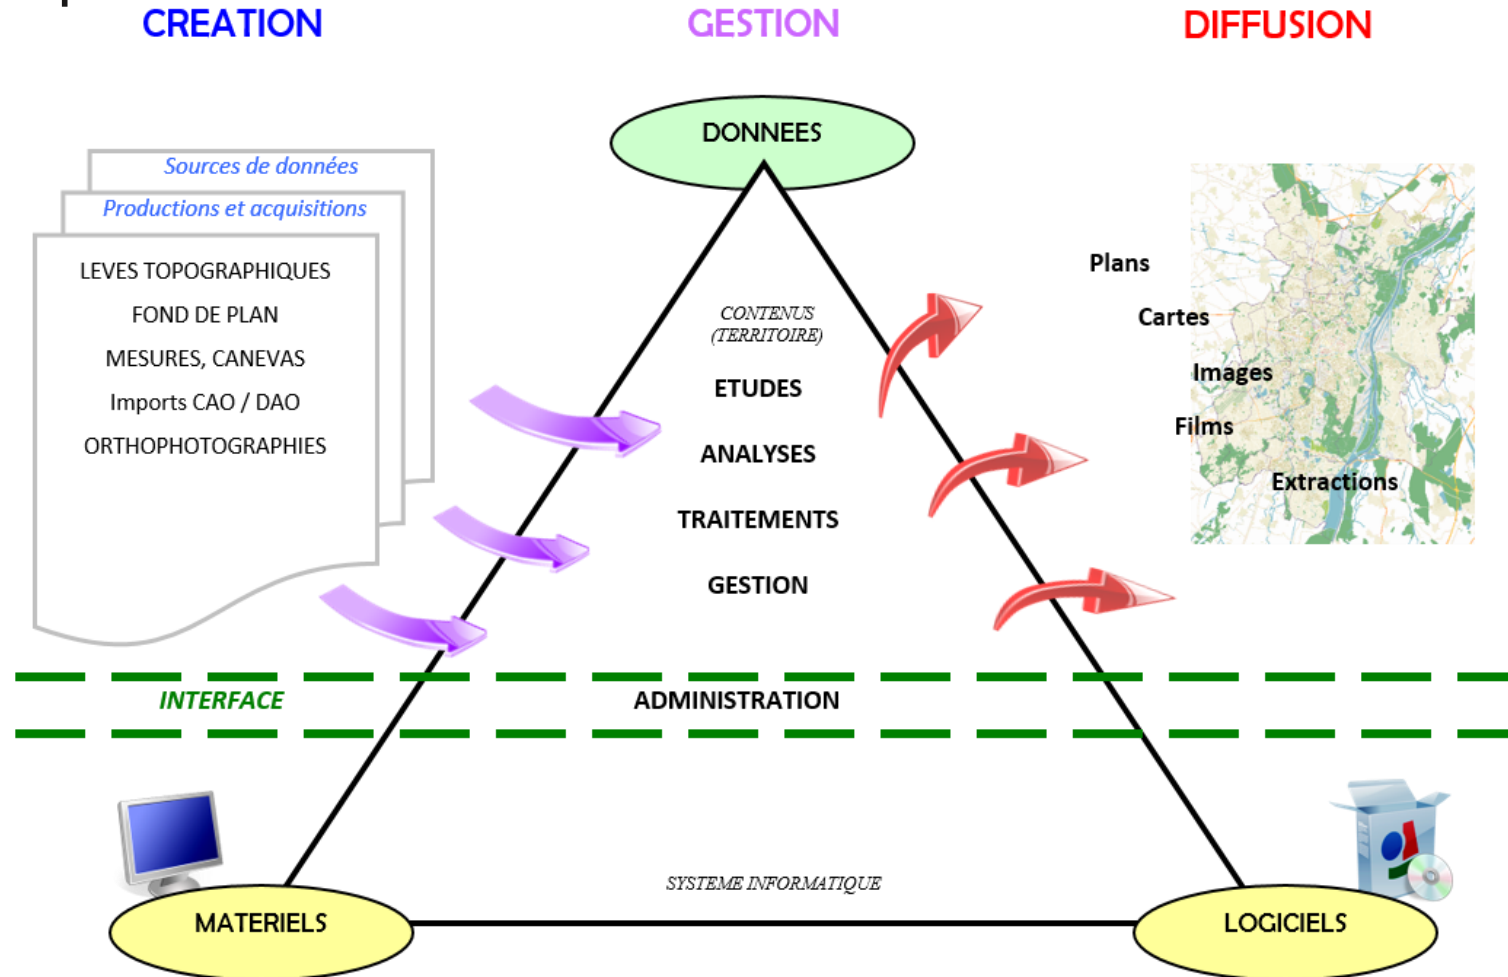 CREATION
GESTION
DIFFUSION
DONNEES
Sources de données
Productions et acquisitions
LEVES TOPOGRAPHIQUES
FOND DE PLAN
MESURES, CANEVAS
Imports CAO / DAO
ORTHOPHOTOGRAPHIES
CONTENUS
(TERRITOIRE)
ETUDES
ANALYSES
TRAITEMENTS
GESTION
Plans
Cartes
Images
Films
Extractions
INTERFACE
ADMINISTRATION
SYSTEME INFORMATIQUE
MATERIELS
LOGICIELS